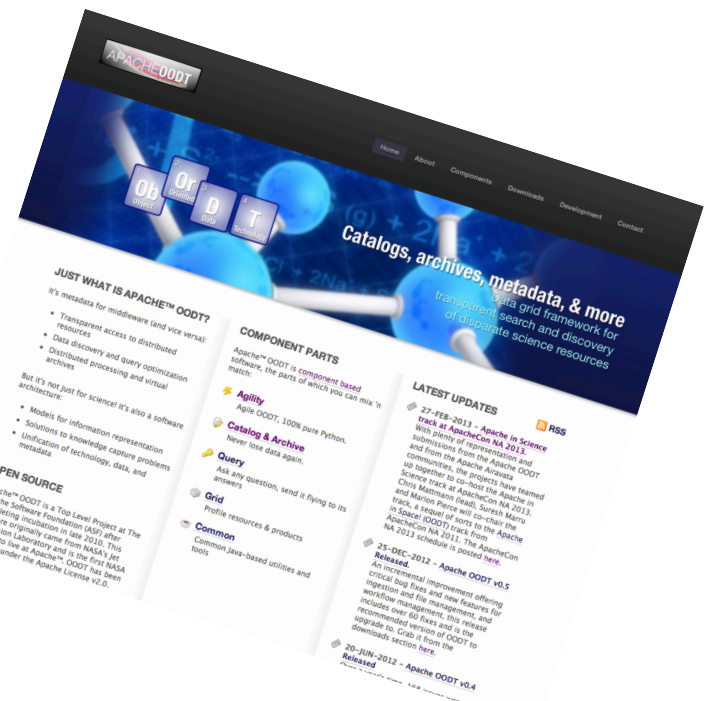 APACHE OODT
Home
About
Components
Downloads
Development
Contact
Ob
Object
2
Or
Oriented
3
D
Data
4
T
Technology
Catalogs, archives, metadata, & more
Data grid framework for
transparent search and discovery
of disparate science resources
JUST WHAT IS APACHE™ OODT?
It's metadata for middleware (and vice versa):
Transparent access to distributed
resources
Data discovery and query optimization
Distributed processing and virtual
archives
But it's not just for science! It's also a software
architecture:
Models for information representation
Solutions to knowledge capture problems
Unification of technology, data, and
metadata
PEN SOURCE
che™ OODT is a Top Level Project at The
he Software Foundation (ASF) after
leting incubation in late 2010. This
re originally came from NASA's Jet
ion Laboratory and is the first NASA
to live at Apache™. OODT has been
under the Apache License v2.0.
COMPONENT PARTS
Apache™ OODT is component based
software, the parts of which you can mix 'n
match:
Agility
Agile OODT, 100% pure Python.
Catalog & Archive
Never lose data again.
Query
Ask any question, send it flying to its
answers
Grid
Profile resources & products
Common
Common Java-based utilities and
tools
LATEST UPDATES
RSS
27-FEB-2013 - Apache in Science
track at ApacheCon NA 2013.
With plenty of representation and
submissions from the Apache OODT
and from the Apache Airavata
communities, the projects have teamed
up together to co-host the Apache in
Science track at ApacheCon NA 2013.
Chris Mattmann (lead), Suresh Marru
and Marlon Pierce will co-chair the
track, a sequel of sorts to the Apache
in Space! (OODT) track from
ApacheCon NA 2011. The ApacheCon
NA 2013 schedule is posted here.
25-DEC-2012 - Apache OODT v0.5
Released.
An incremental improvement offering
critical bug fixes and new features for
ingestion and file management, and
workflow management, this release
includes over 60 fixes and is the
recommended version of OODT to
upgrade to. Grab it from the
downloads section here.
20-JUN-2012 - Apache OODT v0.4
Released